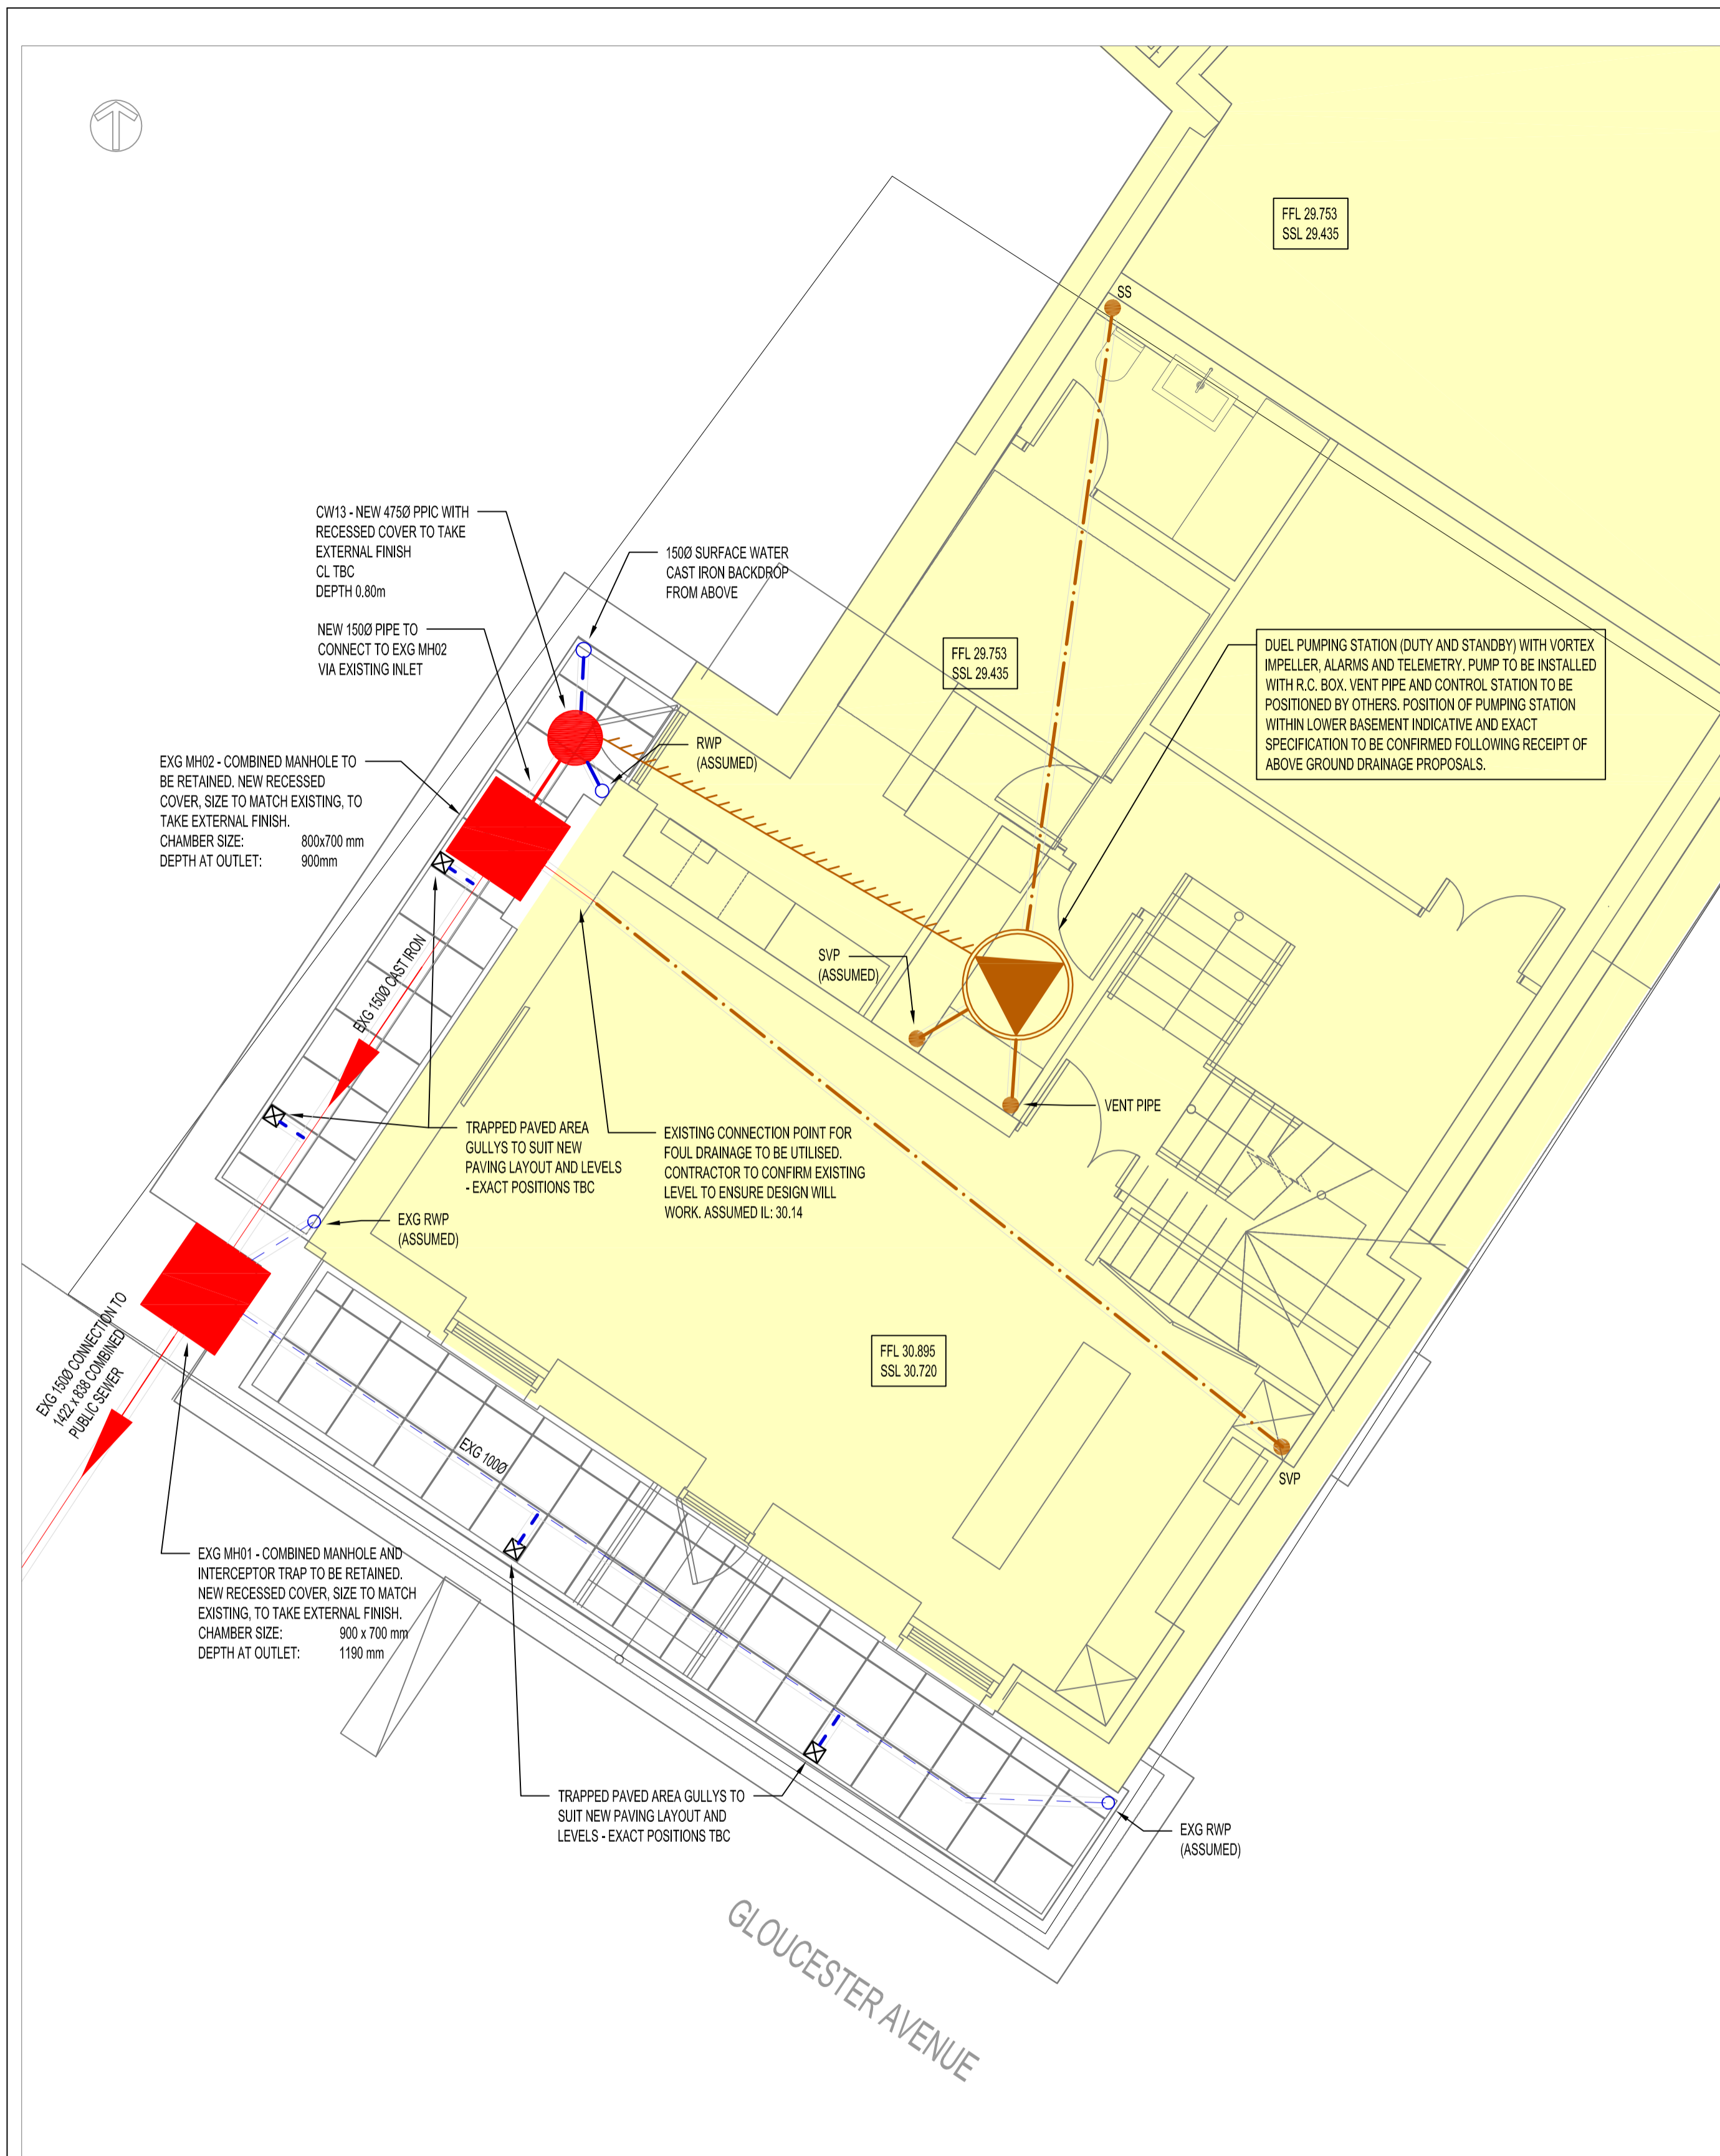 FFL 29.753
SSL 29.435
SS
CW13 - NEW 475Ø PPIC WITH
RECESSED COVER TO TAKE
EXTERNAL FINISH
CL TBC
DEPTH 0.80m
150Ø SURFACE WATER
CAST IRON BACKDROP
FROM ABOVE
NEW 150Ø PIPE TO
CONNECT TO EXG MH02
VIA EXISTING INLET
FFL 29.753
SSL 29.435
DUEL PUMPING STATION (DUTY AND STANDBY) WITH VORTEX
IMPELLER, ALARMS AND TELEMETRY. PUMP TO BE INSTALLED
WITH R.C. BOX. VENT PIPE AND CONTROL STATION TO BE
POSITIONED BY OTHERS. POSITION OF PUMPING STATION
WITHIN LOWER BASEMENT INDICATIVE AND EXACT
SPECIFICATION TO BE CONFIRMED FOLLOWING RECEIPT OF
ABOVE GROUND DRAINAGE PROPOSALS.
RWP
(ASSUMED)
EXG MH02 - COMBINED MANHOLE TO
BE RETAINED. NEW RECESSED
COVER, SIZE TO MATCH EXISTING, TO
TAKE EXTERNAL FINISH.
CHAMBER SIZE: 800x700 mm
DEPTH AT OUTLET: 900mm
EXG 150Ø CAST IRON
SVP
(ASSUMED)
VENT PIPE
TRAPPED PAVED AREA
GULLYS TO SUIT NEW
PAVING LAYOUT AND LEVELS
- EXACT POSITIONS TBC
EXISTING CONNECTION POINT FOR
FOUL DRAINAGE TO BE UTILISED.
CONTRACTOR TO CONFIRM EXISTING
LEVEL TO ENSURE DESIGN WILL
WORK. ASSUMED IL: 30.14
EXG RWP
(ASSUMED)
EXG 150Ø CONNECTION TO
1422 x 838 COMBINED
PUBLIC SEWER
FFL 30.895
SSL 30.720
EXG 100Ø
SVP
EXG MH01 - COMBINED MANHOLE AND
INTERCEPTOR TRAP TO BE RETAINED.
NEW RECESSED COVER, SIZE TO MATCH
EXISTING, TO TAKE EXTERNAL FINISH.
CHAMBER SIZE: 900 x 700 mm
DEPTH AT OUTLET: 1190 mm
TRAPPED PAVED AREA GULLYS TO
SUIT NEW PAVING LAYOUT AND
LEVELS - EXACT POSITIONS TBC
EXG RWP
(ASSUMED)
GLOUCESTER AVENUE